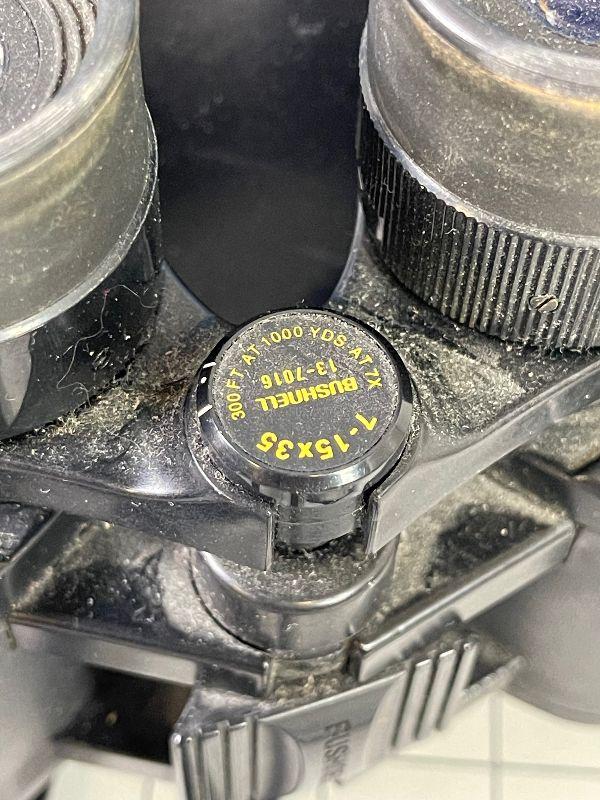 300 FT, AT 1000 YDS-AT 7X
13-7016
BUSHNELL
7-15x35